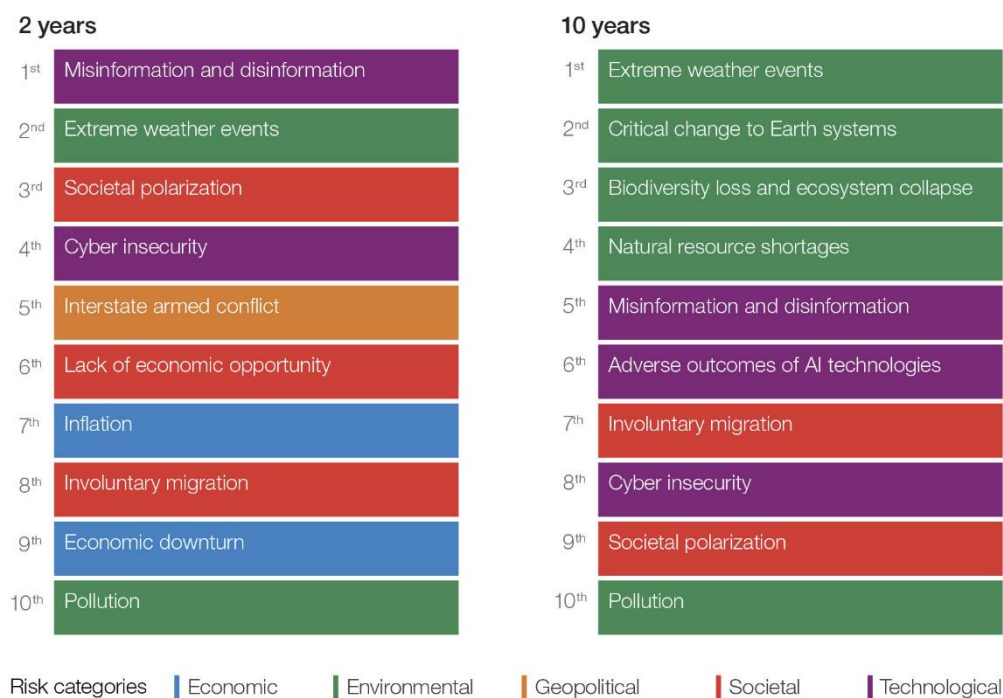 2 years
1st Misinformation and disinformation
2nd Extreme weather events
3rd Societal polarization
4th Cyber insecurity
5th Interstate armed conflict
6th Lack of economic opportunity
7th Inflation
8th Involuntary migration
9th Economic downturn
10th Pollution
10 years
1st Extreme weather events
2nd Critical change to Earth systems
3rd Biodiversity loss and ecosystem collapse
4th Natural resource shortages
5th Misinformation and disinformation
6th Adverse outcomes of AI technologies
7th Involuntary migration
8th Cyber insecurity
9th Societal polarization
10th Pollution
Risk categories Economic Environmental Geopolitical Societal Technological